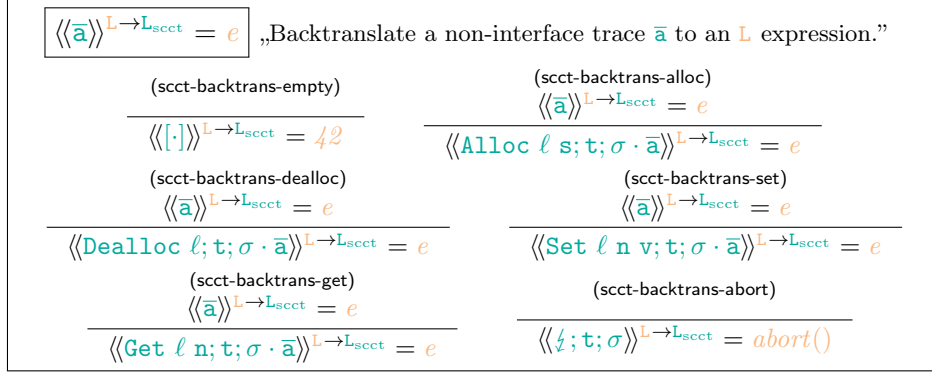 ⟨⟨a̅⟩⟩^{L→L_scct} = e „Backtranslate a non-interface trace a̅ to an L expression.”
(scct-backtrans-empty)
⟨⟨[·]⟩⟩^{L→L_scct} = 42
(scct-backtrans-alloc)
⟨⟨a̅⟩⟩^{L→L_scct} = e
⟨⟨Alloc ℓ s; t; σ · a̅⟩⟩^{L→L_scct} = e
(scct-backtrans-dealloc)
⟨⟨a̅⟩⟩^{L→L_scct} = e
⟨⟨Dealloc ℓ; t; σ · a̅⟩⟩^{L→L_scct} = e
(scct-backtrans-set)
⟨⟨a̅⟩⟩^{L→L_scct} = e
⟨⟨Set ℓ n v; t; σ · a̅⟩⟩^{L→L_scct} = e
(scct-backtrans-get)
⟨⟨a̅⟩⟩^{L→L_scct} = e
⟨⟨Get ℓ n; t; σ · a̅⟩⟩^{L→L_scct} = e
(scct-backtrans-abort)
⟨⟨↯; t; σ⟩⟩^{L→L_scct} = abort()